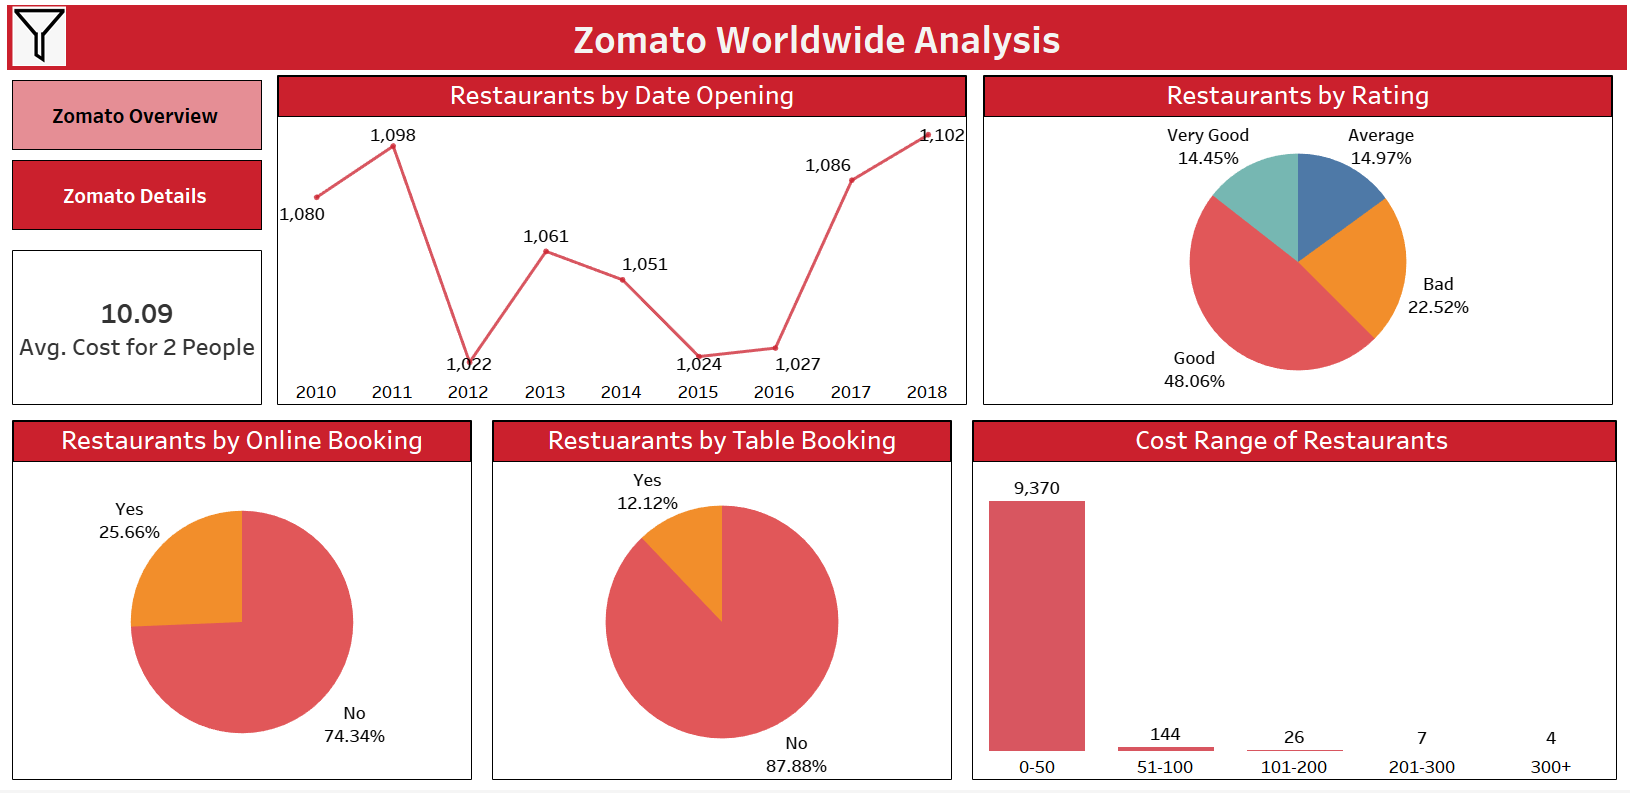 Zomato Worldwide Analysis
Zomato Overview
Zomato Details
10.09
Avg. Cost for 2 People
Restaurants by Date Opening
1,080
1,098
1,022
1,061
1,051
1,024
1,027
1,086
1,102
2010 2011 2012 2013 2014 2015 2016 2017 2018
Restaurants by Rating
Very Good
14.45%
Average
14.97%
Bad
22.52%
Good
48.06%
Restaurants by Online Booking
Yes
25.66%
No
74.34%
Restuarants by Table Booking
Yes
12.12%
No
87.88%
Cost Range of Restaurants
9,370
144
26
7
4
0-50 51-100 101-200 201-300 300+